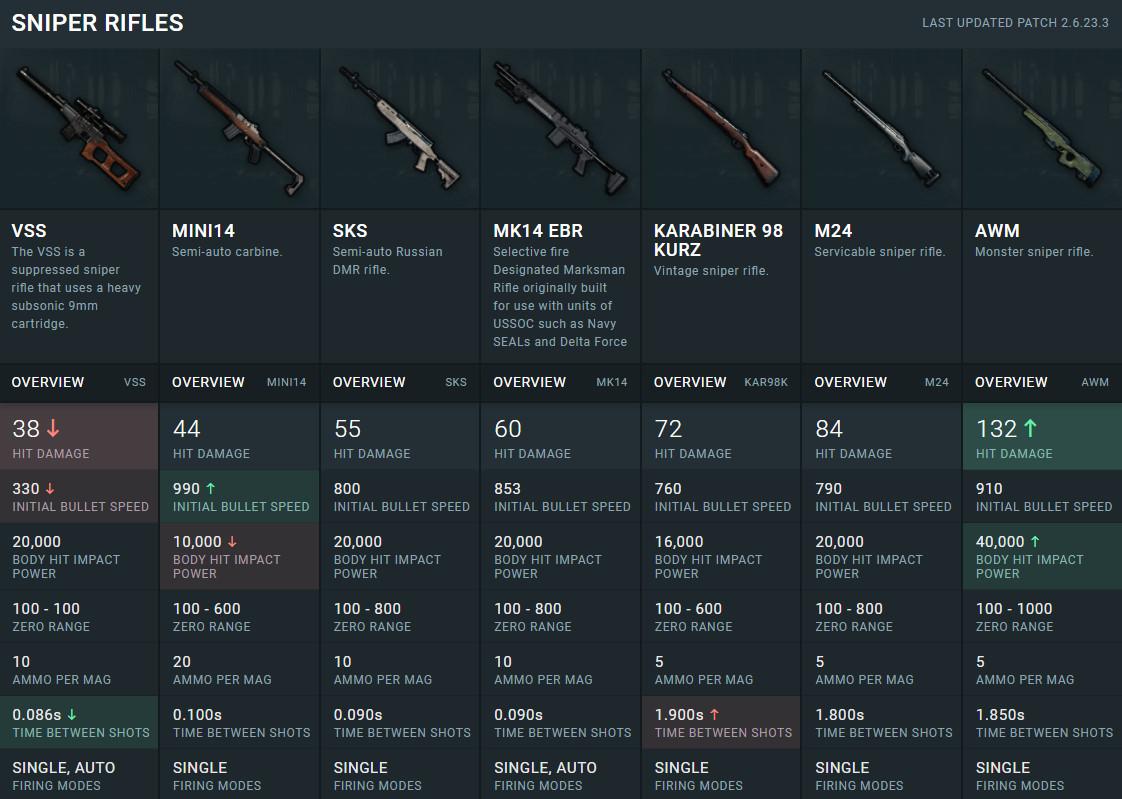 SNIPER RIFLES
LAST UPDATED PATCH 2.6.23.3
VSS
The VSS is a
suppressed sniper
rifle that uses a heavy
subsonic 9mm
cartridge.
MINI14
Semi-auto carbine.
SKS
Semi-auto Russian
DMR rifle.
MK14 EBR
Selective fire
Designated Marksman
Rifle originally built
for use with units of
USSOC such as Navy
SEALs and Delta Force
KARABINER 98
KURZ
Vintage sniper rifle.
M24
Servicable sniper rifle.
AWM
Monster sniper rifle.
OVERVIEW VSS
OVERVIEW MINI14
OVERVIEW SKS
OVERVIEW MK14
OVERVIEW KAR98K
OVERVIEW M24
OVERVIEW AWM
38 ↓ 44 55 60 72 84 132 ↑
HIT DAMAGE HIT DAMAGE HIT DAMAGE HIT DAMAGE HIT DAMAGE HIT DAMAGE HIT DAMAGE
330 ↓ 990 ↑ 800 853 760 790 910
INITIAL BULLET SPEED INITIAL BULLET SPEED INITIAL BULLET SPEED INITIAL BULLET SPEED INITIAL BULLET SPEED INITIAL BULLET SPEED INITIAL BULLET SPEED
20,000 10,000 ↓ 20,000 20,000 16,000 20,000 40,000 ↑
BODY HIT IMPACT BODY HIT IMPACT BODY HIT IMPACT BODY HIT IMPACT BODY HIT IMPACT BODY HIT IMPACT BODY HIT IMPACT
POWER POWER POWER POWER POWER POWER POWER
100 - 100 100 - 600 100 - 800 100 - 800 100 - 600 100 - 800 100 - 1000
ZERO RANGE ZERO RANGE ZERO RANGE ZERO RANGE ZERO RANGE ZERO RANGE ZERO RANGE
10 20 10 10 5 5 5
AMMO PER MAG AMMO PER MAG AMMO PER MAG AMMO PER MAG AMMO PER MAG AMMO PER MAG AMMO PER MAG
0.086s ↓ 0.100s 0.090s 0.090s 1.900s ↑ 1.800s 1.850s
TIME BETWEEN SHOTS TIME BETWEEN SHOTS TIME BETWEEN SHOTS TIME BETWEEN SHOTS TIME BETWEEN SHOTS TIME BETWEEN SHOTS TIME BETWEEN SHOTS
SINGLE, AUTO SINGLE SINGLE SINGLE, AUTO SINGLE SINGLE SINGLE
FIRING MODES FIRING MODES FIRING MODES FIRING MODES FIRING MODES FIRING MODES FIRING MODES